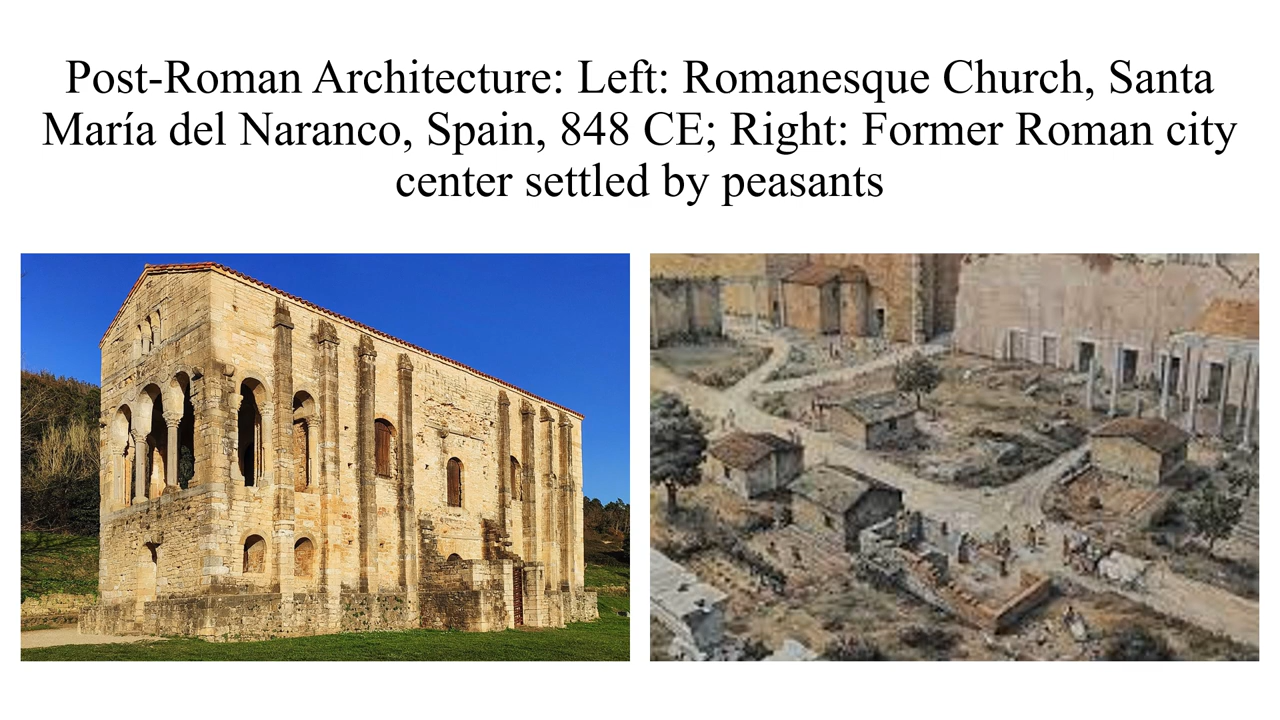 Post-Roman Architecture: Left: Romanesque Church, Santa
María del Naranco, Spain, 848 CE; Right: Former Roman city
center settled by peasants